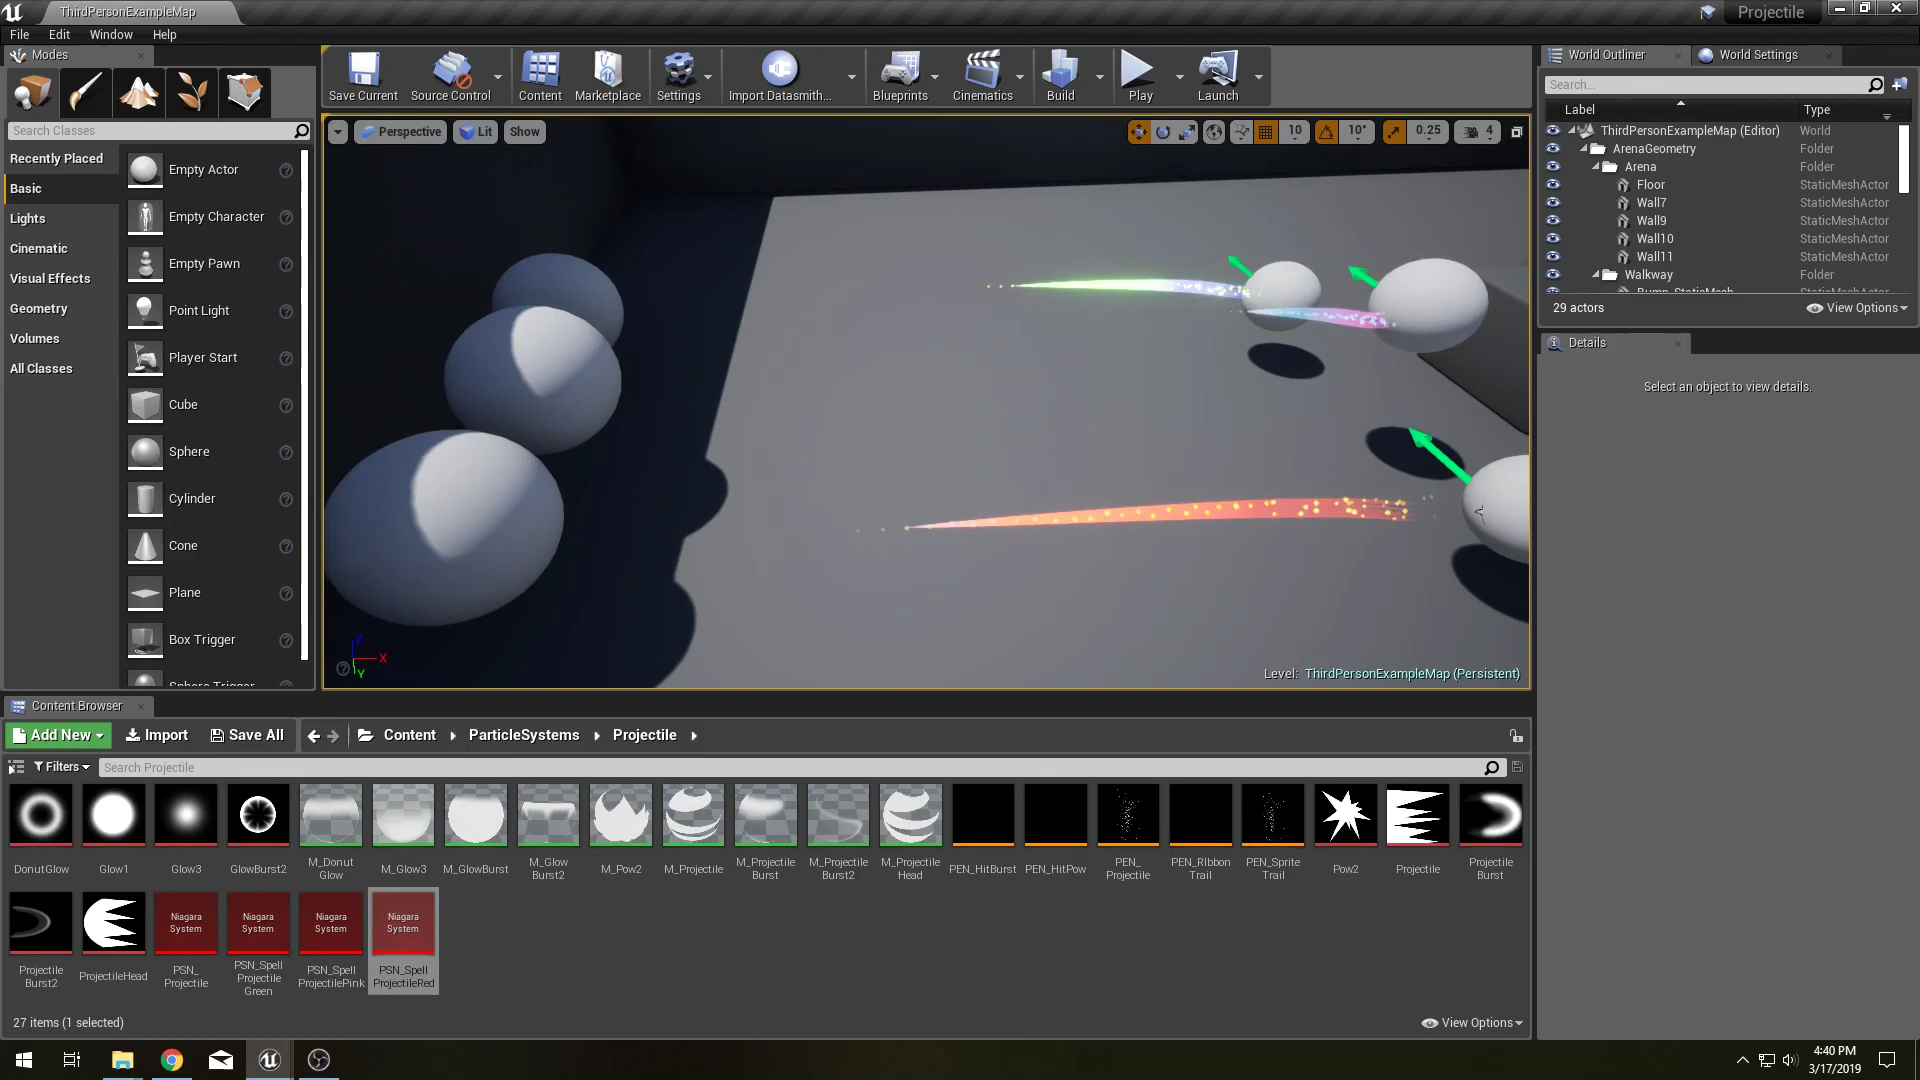 ThirdPersonExampleMap
Projectile
File Edit Window Help
Modes
World Outliner
World Settings
Save Current
Source Control
Content
Marketplace
Settings
Import Datasmith...
Blueprints
Cinematics
Build
Play
Launch
Search Classes
Recently Placed
Basic
Lights
Cinematic
Visual Effects
Geometry
Volumes
All Classes
Empty Actor
Empty Character
Empty Pawn
Point Light
Player Start
Cube
Sphere
Cylinder
Cone
Plane
Box Trigger
Sphere Trigger
Perspective
Lit
Show
10
10°
0.25
4
Z
X
Y
Level: ThirdPersonExampleMap (Persistent)
Search...
Label Type
ThirdPersonExampleMap (Editor) World
ArenaGeometry Folder
Arena Folder
Floor StaticMeshActor
Wall7 StaticMeshActor
Wall9 StaticMeshActor
Wall10 StaticMeshActor
Wall11 StaticMeshActor
Walkway Folder
Bump_StaticMesh
29 actors
View Options
Details
Select an object to view details.
Content Browser
Add New
Import
Save All
Content
ParticleSystems
Projectile
Filters
Search Projectile
DonutGlow
Glow1
Glow3
GlowBurst2
M_Donut
Glow
M_Glow3
M_GlowBurst
M_Glow
Burst2
M_Pow2
M_Projectile
M_Projectile
Burst
M_Projectile
Burst2
M_Projectile
Head
PEN_HitBurst
PEN_HitPow
PEN_
Projectile
PEN_RIbbon
Trail
PEN_Sprite
Trail
Pow2
Projectile
Projectile
Burst
Projectile
Burst2
ProjectileHead
Niagara
System
PSN_
Projectile
Niagara
System
PSN_Spell
Projectile
Green
Niagara
System
PSN_Spell
ProjectilePink
Niagara
System
PSN_Spell
ProjectileRed
27 items (1 selected)
View Options
4:40 PM
3/17/2019